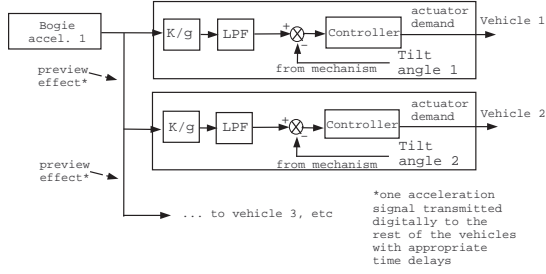 Bogie
accel. 1
K/g
LPF
+
−
Controller
actuator
demand
Vehicle 1
from mechanism
Tilt
angle 1
preview
effect*
K/g
LPF
+
−
Controller
actuator
demand
Vehicle 2
from mechanism
Tilt
angle 2
preview
effect*
... to vehicle 3, etc
*one acceleration
signal transmitted
digitally to the
rest of the vehicles
with appropriate
time delays